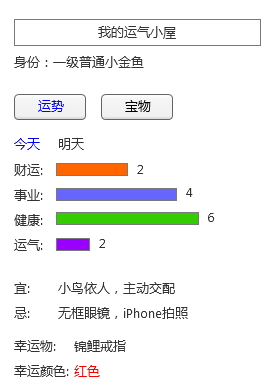 我的运气小屋
身份：一级普通小金鱼
运势 宝物
今天 明天
财运: 2
事业: 4
健康: 6
运气: 2
宜: 小鸟依人，主动交配
忌: 无框眼镜，iPhone拍照
幸运物: 锦鲤戒指
幸运颜色: 红色